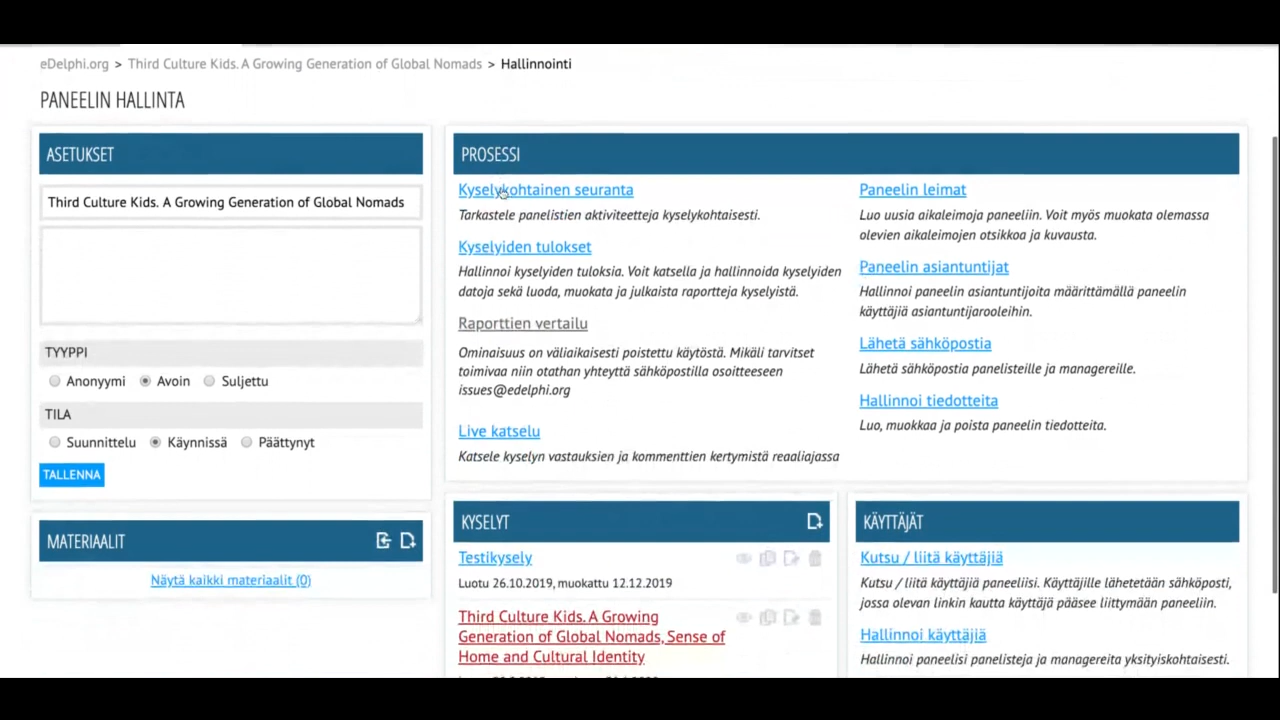 eDelphi.org > Third Culture Kids. A Growing Generation of Global Nomads > Hallinnointi
PANEELIN HALLINTA
ASETUKSET
Third Culture Kids. A Growing Generation of Global Nomads
TYYPPI
Anonyymi Avoin Suljettu
TILA
Suunnittelu Käynnissä Päättynyt
TALLENNA
MATERIAALIT
Näytä kaikki materiaalit (0)
PROSESSI
Kyselykohtainen seuranta
Tarkastele panelistien aktiviteetteja kyselykohtaisesti.
Kyselyiden tulokset
Hallinnoi kyselyiden tuloksia. Voit katsella ja hallinnoida kyselyiden
datoja sekä luoda, muokata ja julkaista raportteja kyselyistä.
Raporttien vertailu
Ominaisuus on väliaikaisesti poistettu käytöstä. Mikäli tarvitset
toimivaa niin otathan yhteyttä sähköpostilla osoitteeseen
issues@edelphi.org
Live katselu
Katsele kyselyn vastauksien ja kommenttien kertymistä reaaliajassa
Paneelin leimat
Luo uusia aikaleimoja paneeliin. Voit myös muokata olemassa
olevien aikaleimojen otsikkoa ja kuvausta.
Paneelin asiantuntijat
Hallinnoi paneelin asiantuntijoita määrittämällä paneelin
käyttäjiä asiantuntijarooleihin.
Lähetä sähköpostia
Lähetä sähköpostia panelisteille ja managereille.
Hallinnoi tiedotteita
Luo, muokkaa ja poista paneelin tiedotteita.
KYSELYT
Testikysely
Luotu 26.10.2019, muokattu 12.12.2019
Third Culture Kids. A Growing
Generation of Global Nomads, Sense of
Home and Cultural Identity
KÄYTTÄJÄT
Kutsu / liitä käyttäjiä
Kutsu / liitä käyttäjiä paneeliisi. Käyttäjille lähetetään sähköposti,
jossa olevan linkin kautta käyttäjä pääsee liittymään paneeliin.
Hallinnoi käyttäjiä
Hallinnoi paneelisi panelisteja ja managereita yksityiskohtaisesti.